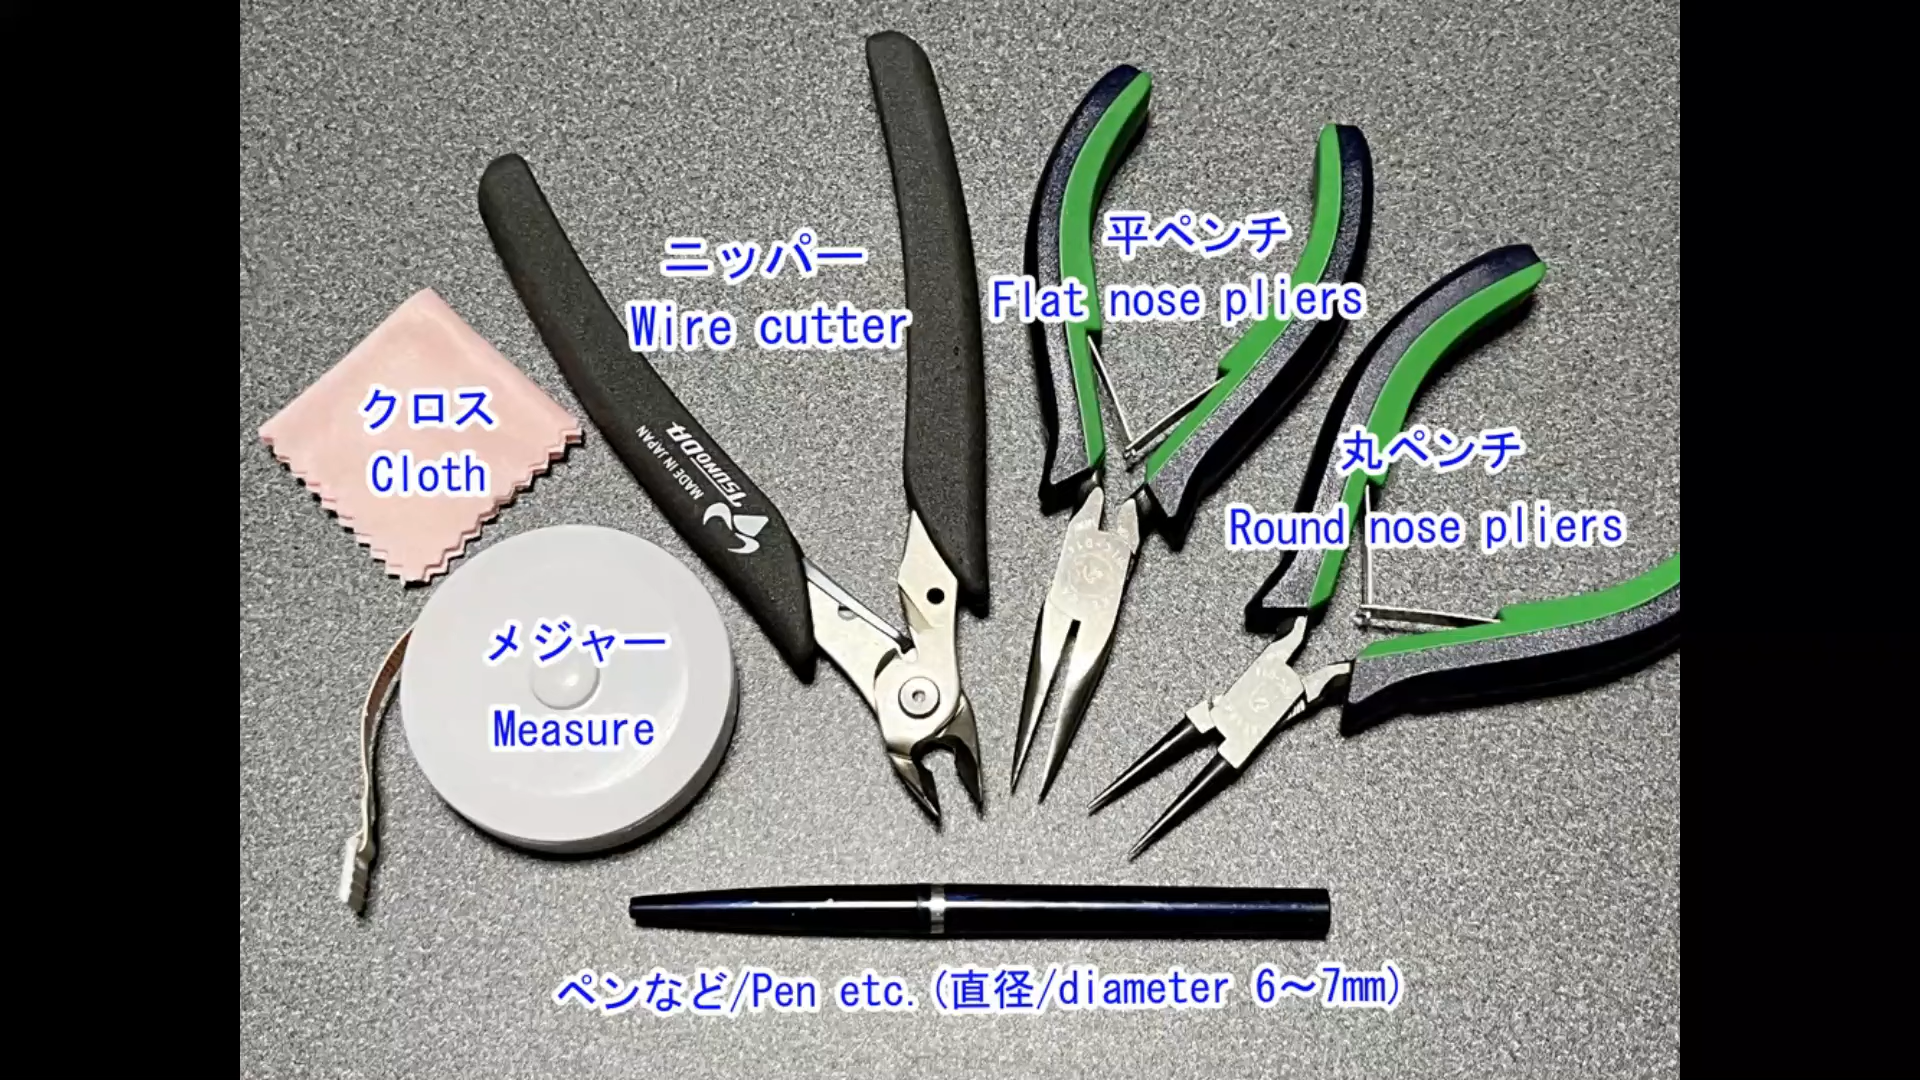 ニッパー
Wire cutter
平ペンチ
Flat nose pliers
クロス
Cloth
丸ペンチ
Round nose pliers
メジャー
Measure
TSUNODA
MADE IN JAPAN
ペンなど/Pen etc.(直径/diameter 6～7mm)